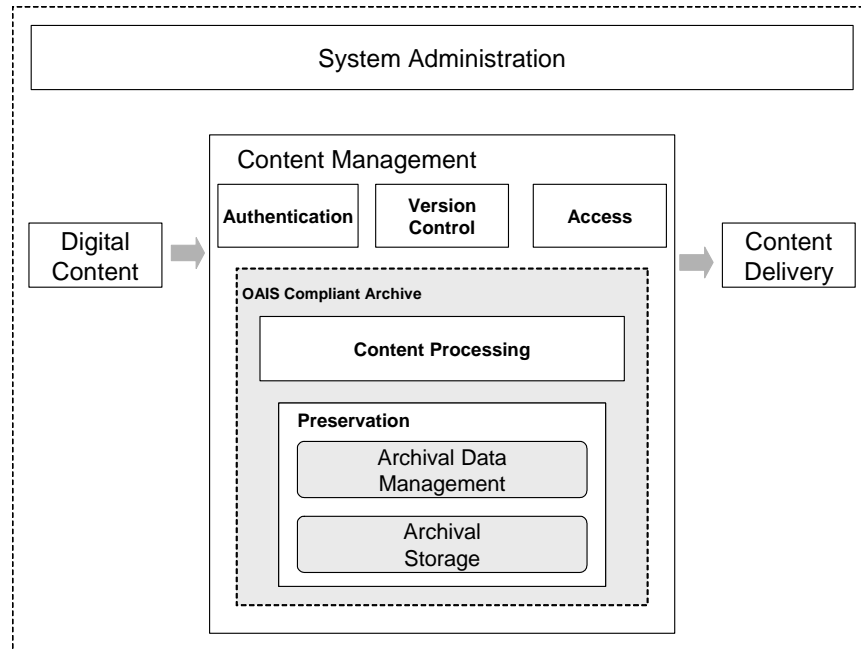 System Administration
Content Management
Authentication
Version
Control
Access
Digital
Content
Content
Delivery
OAIS Compliant Archive
Content Processing
Preservation
Archival Data
Management
Archival
Storage